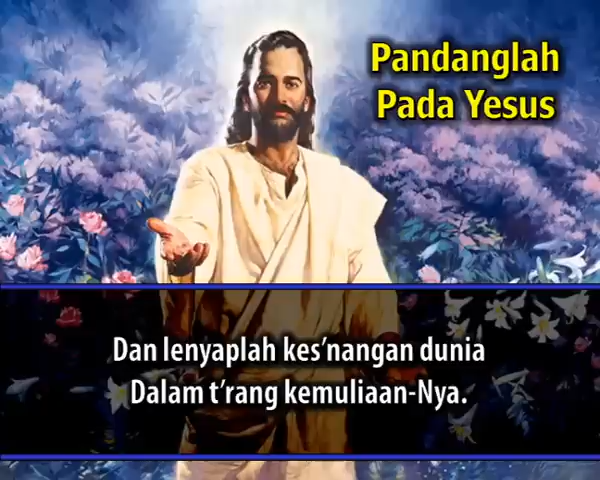 Pandanglah
Pada Yesus
Dan lenyaplah kes’nangan dunia
Dalam t’rang kemuliaan-Nya.